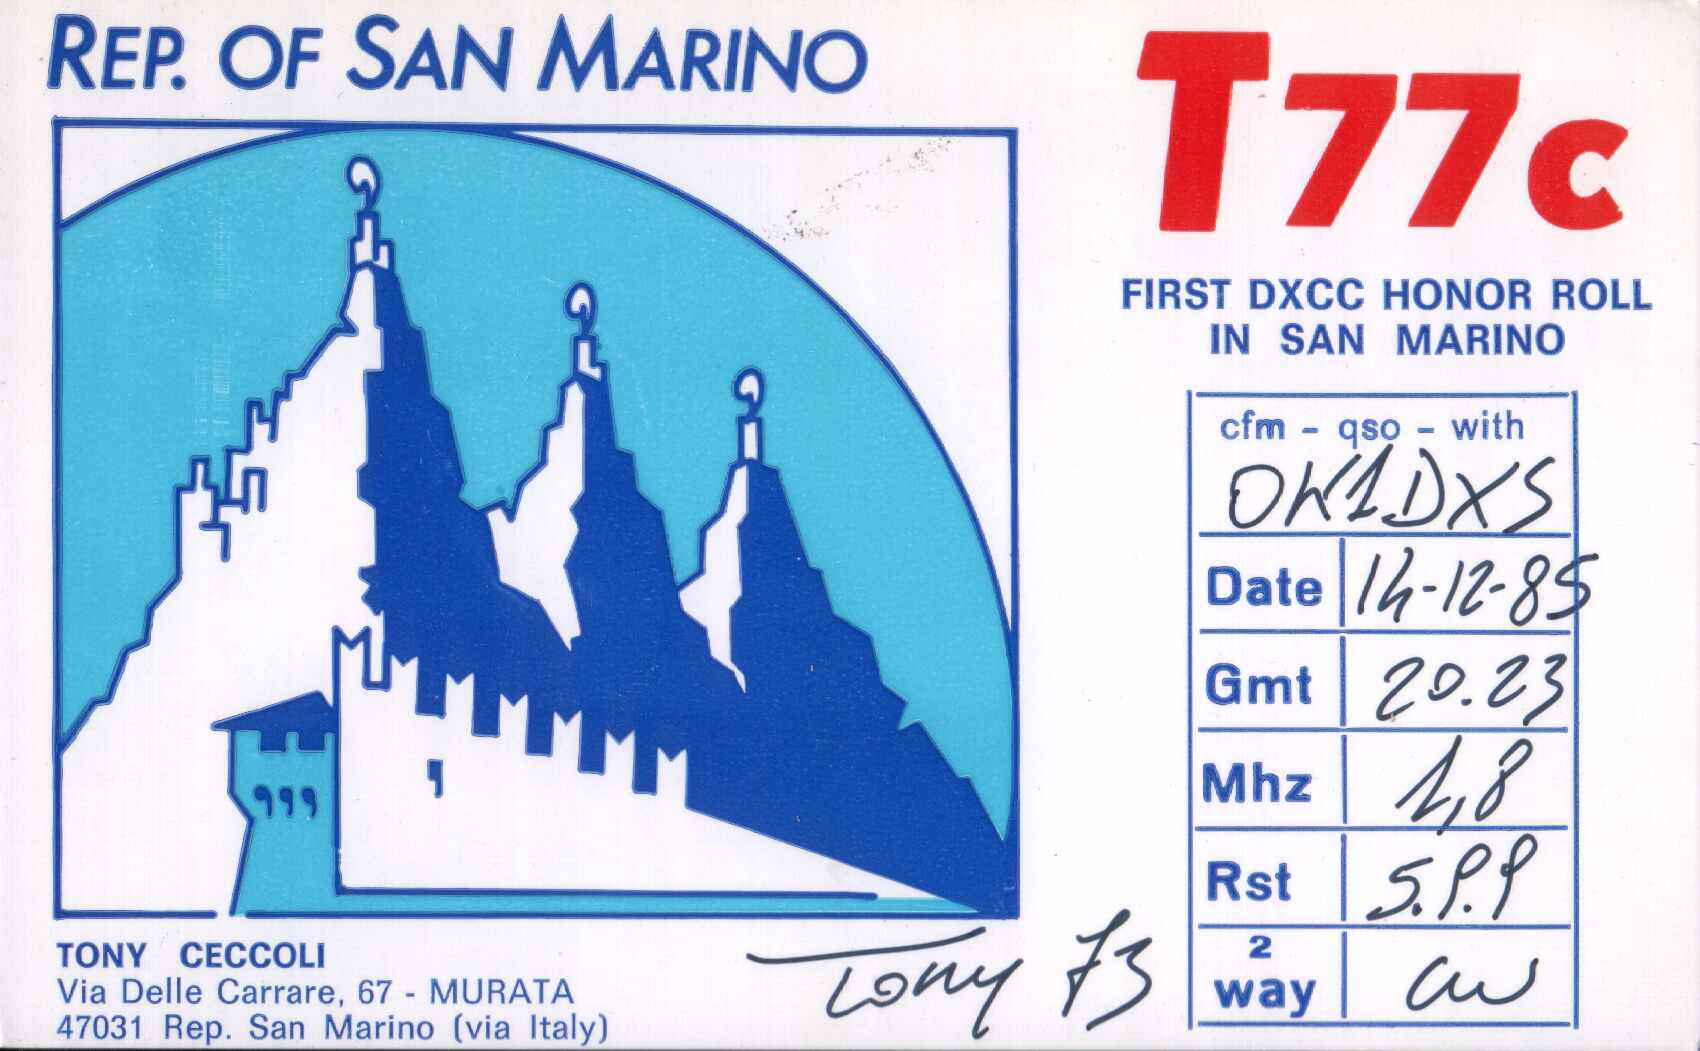 REP. OF SAN MARINO
T77c
FIRST DXCC HONOR ROLL
IN SAN MARINO
cfm - qso - with
OK1DXS
Date 14-12-85
Gmt 20.23
Mhz 1,8
Rst 5.9.9
2 way cw
TONY CECCOLI
Via Delle Carrare, 67 - MURATA
47031 Rep. San Marino (via Italy)
Tony 73